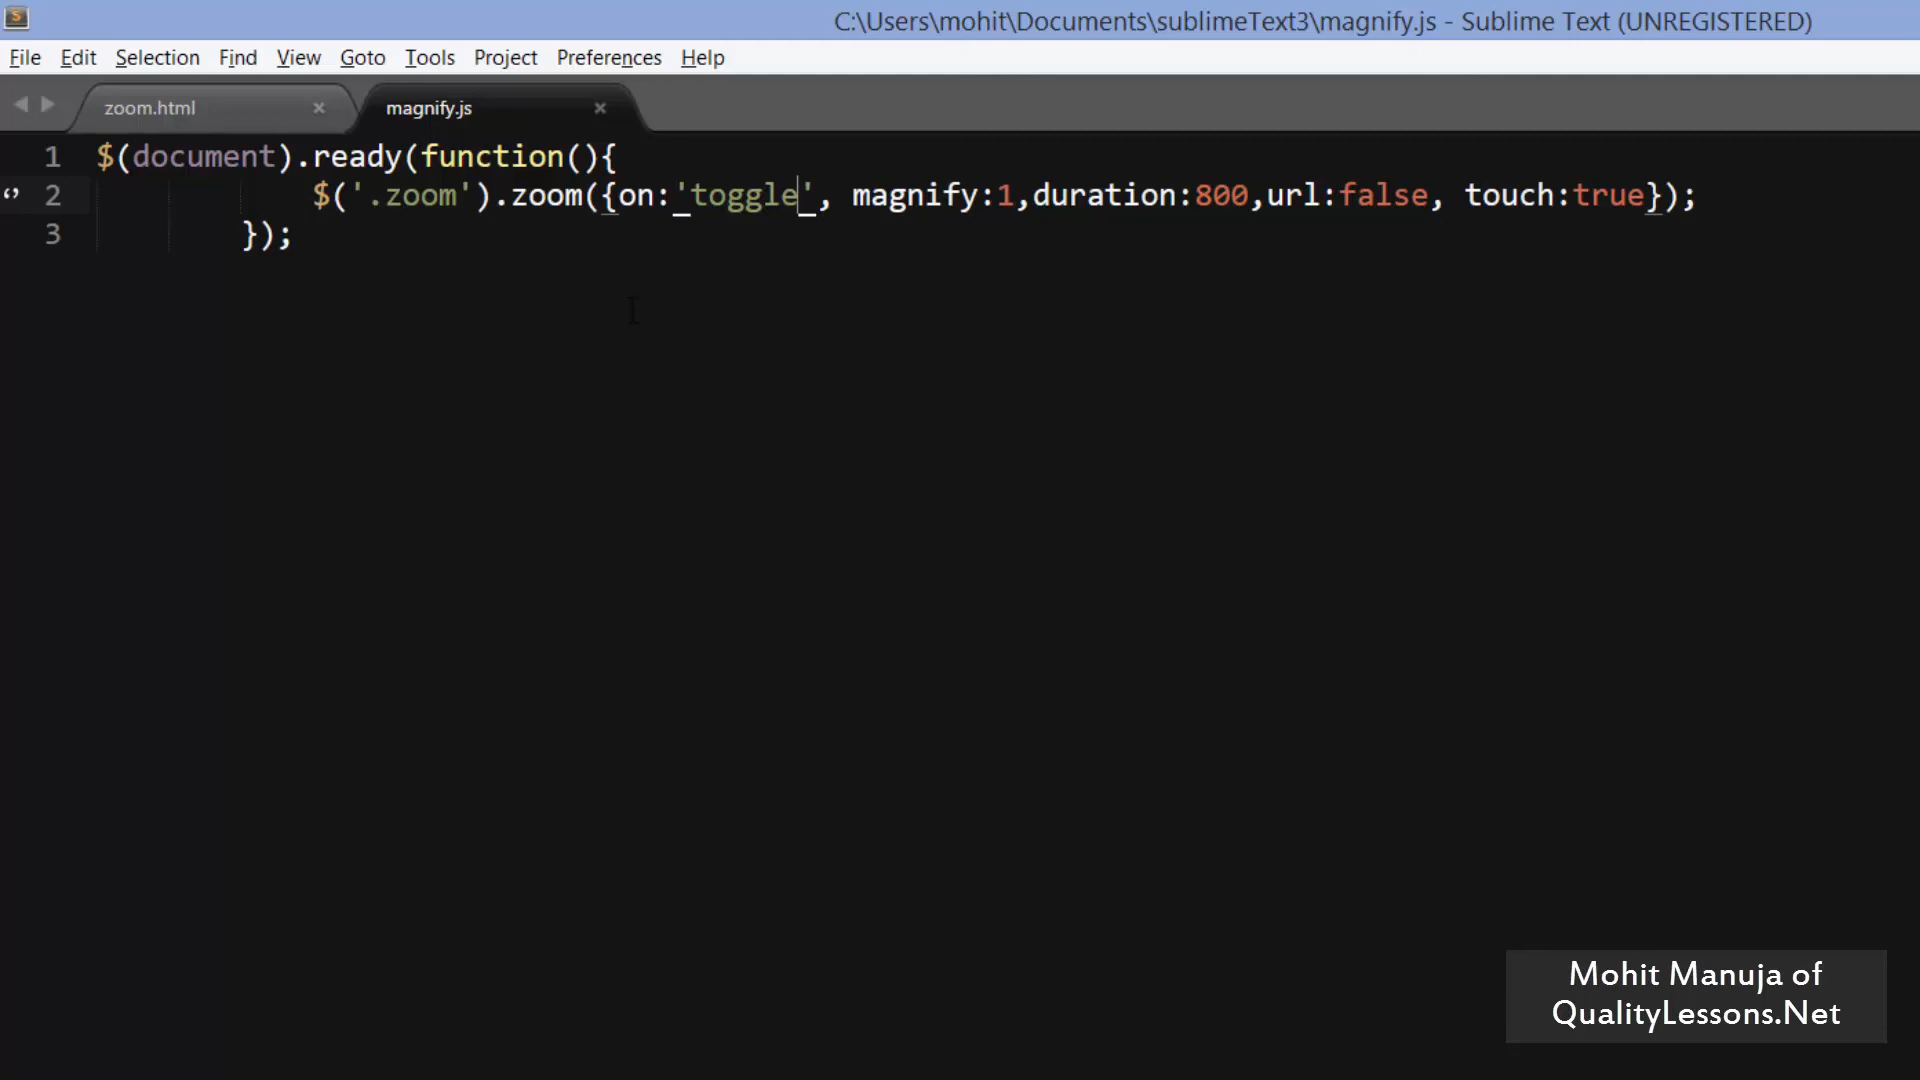 C:\Users\mohit\Documents\sublimeText3\magnify.js - Sublime Text (UNREGISTERED)
File Edit Selection Find View Goto Tools Project Preferences Help
zoom.html × magnify.js ×
1 $(document).ready(function(){
2 $('.zoom').zoom({on:'toggle', magnify:1,duration:800,url:false, touch:true});
3 });
Mohit Manuja of
QualityLessons.Net